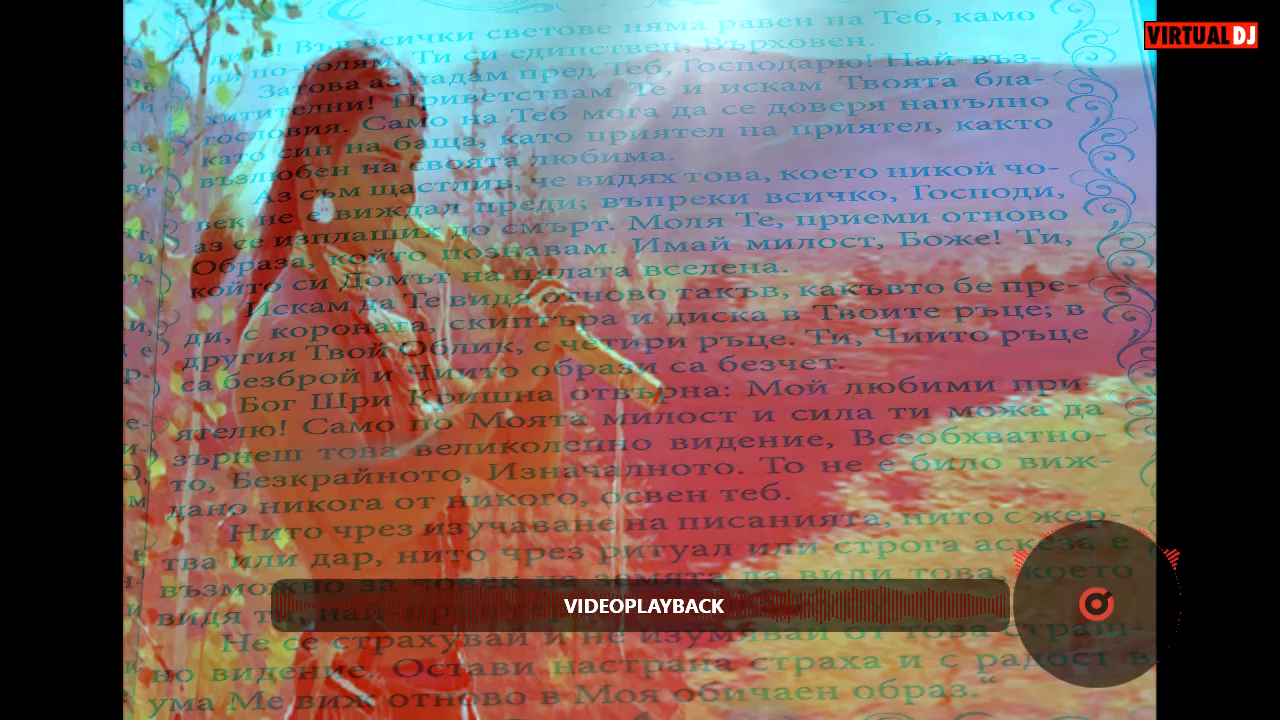 VIRTUAL DJ
лите! Във всички светове няма равен на Теб, камо
ли по-голям. Ти си единствен, Върховен.
Затова аз падам пред Теб, Господарю! Най-въз-
хитителни! Приветствам Те и искам Твоята бла-
гословия. Само на Теб мога да се доверя напълно
като син на баща, като приятел на приятел, както
възлюбен на своята любима.
Аз съм щастлив, че видях това, което никой чо-
век не е виждал преди; въпреки всичко, Господи,
аз се изплаших до смърт. Моля Те, приеми отново
Образа, който познавам. Имай милост, Боже! Ти,
който си Домът на цялата вселена.
Искам да Те видя отново такъв, какъвто бе пре-
ди, с короната, скиптъра и диска в Твоите ръце; в
другия Твой Облик, с четири ръце. Ти, Чиито ръце
са безброй и Чиито образи са безчет.
Бог Шри Кришна отвърна: Мой любими при-
ятелю! Само по Моята милост и сила ти можа да
зърнеш това великолепно видение, Всеобхватно-
то, Безкрайното, Изначалното. То не е било виж-
дано никога от никого, освен теб.
Нито чрез изучаване на писанията, нито с жер-
тва или дар, нито чрез ритуал или строга аскеза е
възможно за човек на земята да види това, което
видя ти, най-
VIDEOPLAYBACK
Не се страхувай и не изумявай от това страш-
но видение. Остави настрана страха и с радост в
ума Ме виж отново в Моя обичаен образ.“